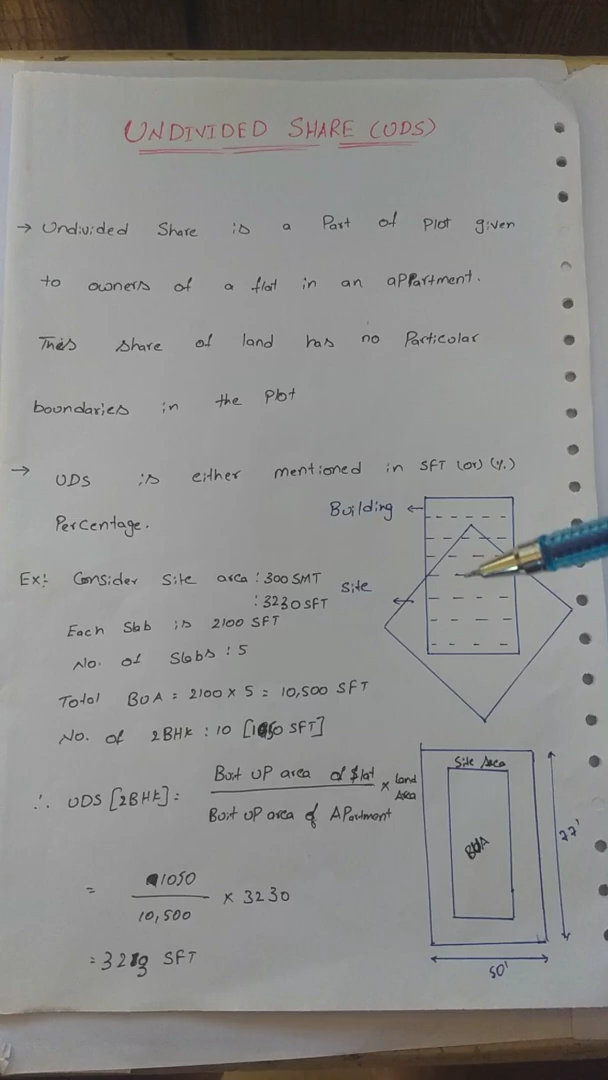 UNDIVIDED SHARE (UDS)
→ Undivided Share is a Part of Plot given
to owners of a flat in an appartment.
This share of land has no Particular
boundaries in the Plot
→ UDS is either mentioned in SFT (or) (%)
Percentage.
Building ←
Ex: Consider Site area : 300 SMT
: 3230 SFT
Site ←
Each Slab is 2100 SFT
No. of Slabs : 5
Total BUA = 2100 x 5 = 10,500 SFT
No. of 2BHK : 10 [1050 SFT]
∴ UDS [2BHK] = Buit UP area of flat
Buit UP area of APartment
x land Area
= 1050
10,500
x 3230
= 323 SFT
Site Area
BUA
50'